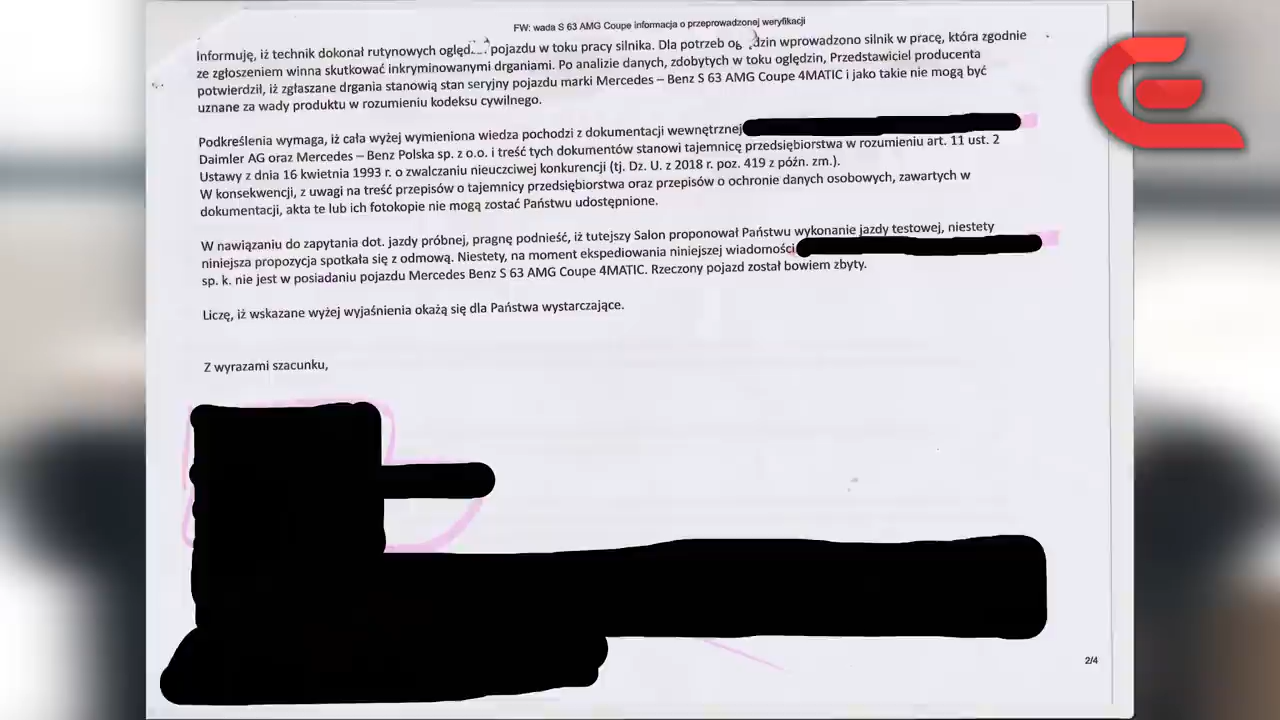 FW: wada S 63 AMG Coupe informacja o przeprowadzonej weryfikacji
Informuję, iż technik dokonał rutynowych oględ... pojazdu w toku pracy silnika. Dla potrzeb og dzin wprowadzono silnik w pracę, która zgodnie
ze zgłoszeniem winna skutkować inkryminowanymi drganiami. Po analizie danych, zdobytych w toku oględzin, Przedstawiciel producenta
potwierdził, iż zgłaszane drgania stanowią stan seryjny pojazdu marki Mercedes – Benz S 63 AMG Coupe 4MATIC i jako takie nie mogą być
uznane za wady produktu w rozumieniu kodeksu cywilnego.
Podkreślenia wymaga, iż cała wyżej wymieniona wiedza pochodzi z dokumentacji wewnętrznej
Daimler AG oraz Mercedes – Benz Polska sp. z o.o. i treść tych dokumentów stanowi tajemnicę przedsiębiorstwa w rozumieniu art. 11 ust. 2
Ustawy z dnia 16 kwietnia 1993 r. o zwalczaniu nieuczciwej konkurencji (tj. Dz. U. z 2018 r. poz. 419 z późn. zm.).
W konsekwencji, z uwagi na treść przepisów o tajemnicy przedsiębiorstwa oraz przepisów o ochronie danych osobowych, zawartych w
dokumentacji, akta te lub ich fotokopie nie mogą zostać Państwu udostępnione.
W nawiązaniu do zapytania dot. jazdy próbnej, pragnę podnieść, iż tutejszy Salon proponował Państwu wykonanie jazdy testowej, niestety
niniejsza propozycja spotkała się z odmową. Niestety, na moment ekspediowania niniejszej wiadomości
sp. k. nie jest w posiadaniu pojazdu Mercedes Benz S 63 AMG Coupe 4MATIC. Rzeczony pojazd został bowiem zbyty.
Liczę, iż wskazane wyżej wyjaśnienia okażą się dla Państwa wystarczające.
Z wyrazami szacunku,
2/4